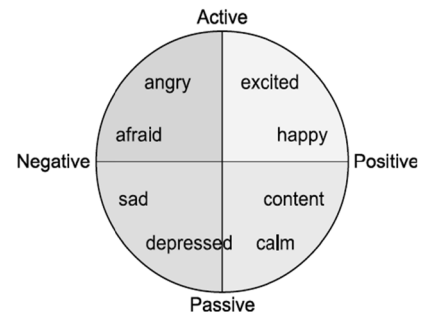 Active
angry excited
afraid happy
Negative Positive
sad content
depressed calm
Passive